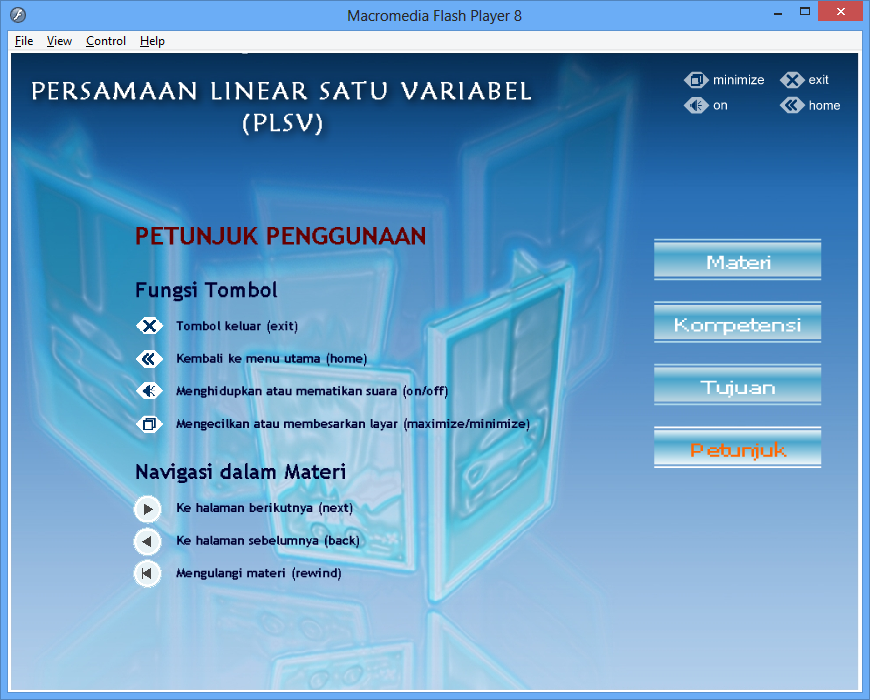 Macromedia Flash Player 8
File View Control Help
PERSAMAAN LINEAR SATU VARIABEL
(PLSV)
minimize exit
on home
PETUNJUK PENGGUNAAN
Fungsi Tombol
Tombol keluar (exit)
Kembali ke menu utama (home)
Menghidupkan atau mematikan suara (on/off)
Mengecilkan atau membesarkan layar (maximize/minimize)
Navigasi dalam Materi
Ke halaman berikutnya (next)
Ke halaman sebelumnya (back)
Mengulangi materi (rewind)
Materi
Kompetensi
Tujuan
Petunjuk